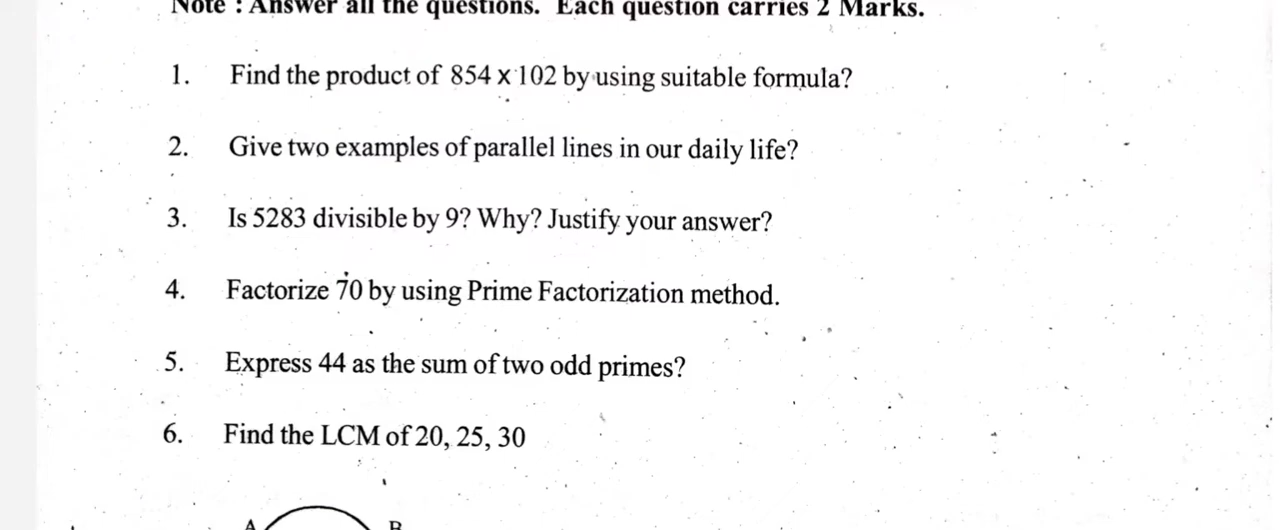 Note : Answer all the questions. Each question carries 2 Marks.
1. Find the product of 854 x 102 by using suitable formula?
2. Give two examples of parallel lines in our daily life?
3. Is 5283 divisible by 9? Why? Justify your answer?
4. Factorize 70 by using Prime Factorization method.
5. Express 44 as the sum of two odd primes?
6. Find the LCM of 20, 25, 30
A B